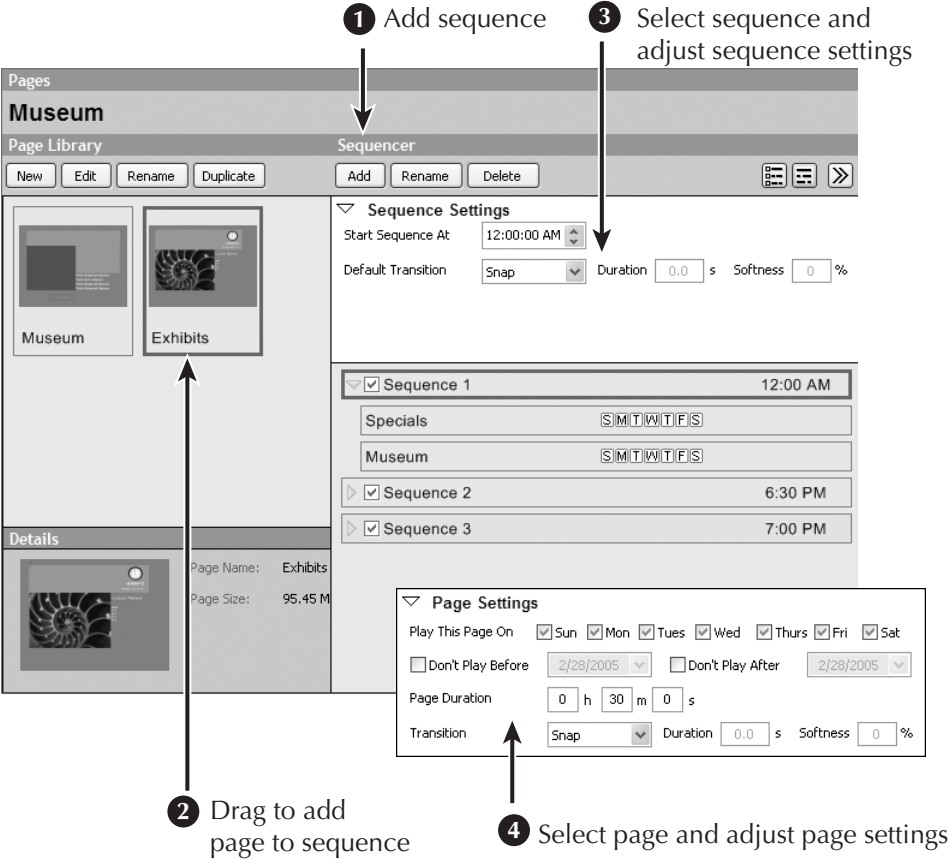 1 Add sequence
3 Select sequence and
adjust sequence settings
Pages
Museum
Page Library
Sequencer
New Edit Rename Duplicate
Add Rename Delete
Museum
Exhibits
Sequence Settings
Start Sequence At 12:00:00 AM
Default Transition Snap Duration 0.0 s Softness 0 %
Sequence 1 12:00 AM
Specials S M T W T F S
Museum S M T W T F S
Sequence 2 6:30 PM
Sequence 3 7:00 PM
Details
Page Name: Exhibits
Page Size: 95.45 M
Page Settings
Play This Page On Sun Mon Tues Wed Thurs Fri Sat
Don't Play Before 2/28/2005 Don't Play After 2/28/2005
Page Duration 0 h 30 m 0 s
Transition Snap Duration 0.0 s Softness 0 %
2 Drag to add
page to sequence
4 Select page and adjust page settings